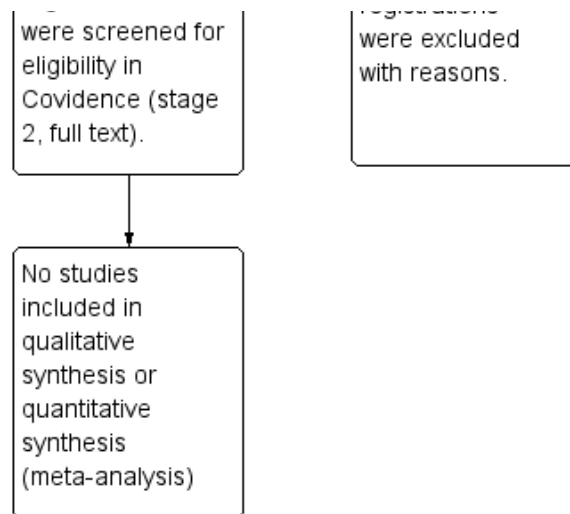 were screened for
eligibility in
Covidence (stage
2, full text).
registrations
were excluded
with reasons.
No studies
included in
qualitative
synthesis or
quantitative
synthesis
(meta-analysis)